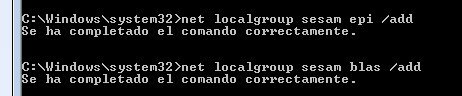 C:\Windows\system32>net localgroup sesam epi /add
Se ha completado el comando correctamente.
C:\Windows\system32>net localgroup sesam blas /add
Se ha completado el comando correctamente.